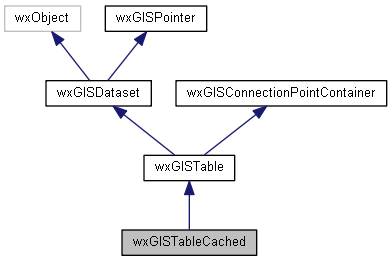 wxObject
wxGISPointer
wxGISDataset
wxGISConnectionPointContainer
wxGISTable
wxGISTableCached